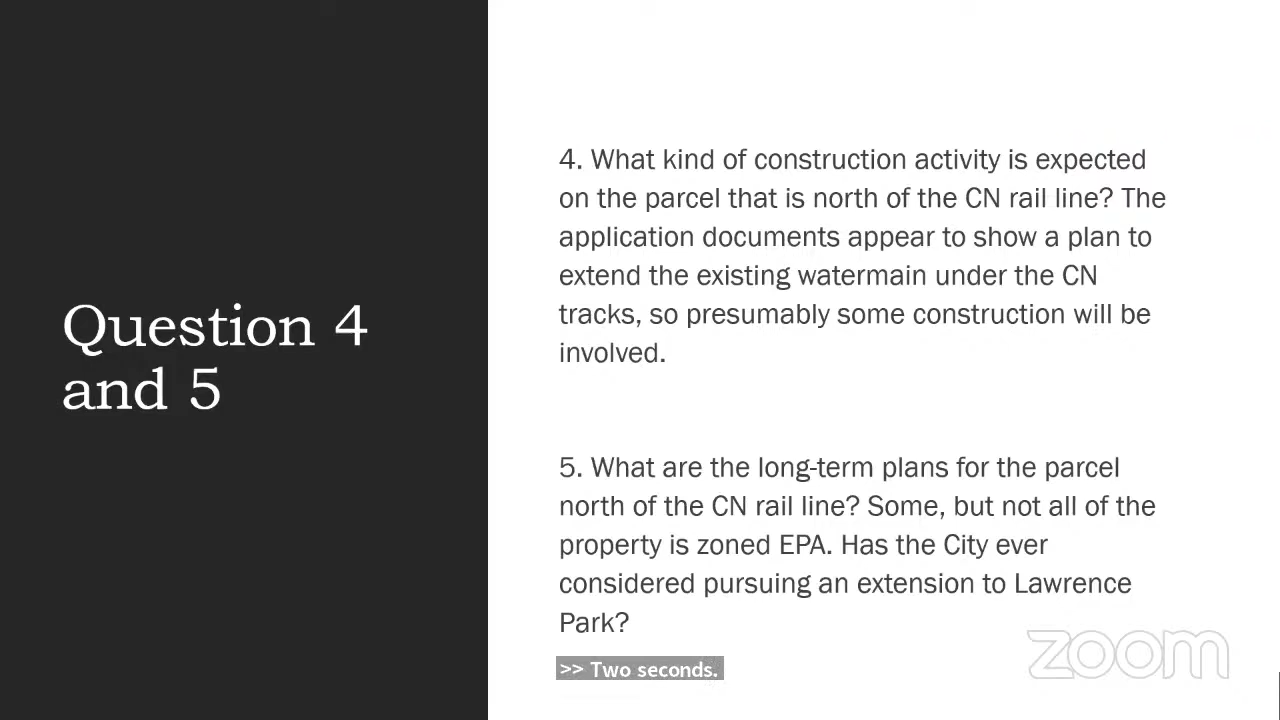 Question 4
and 5
4. What kind of construction activity is expected
on the parcel that is north of the CN rail line? The
application documents appear to show a plan to
extend the existing watermain under the CN
tracks, so presumably some construction will be
involved.
5. What are the long-term plans for the parcel
north of the CN rail line? Some, but not all of the
property is zoned EPA. Has the City ever
considered pursuing an extension to Lawrence
Park?
>> Two seconds.
zoom